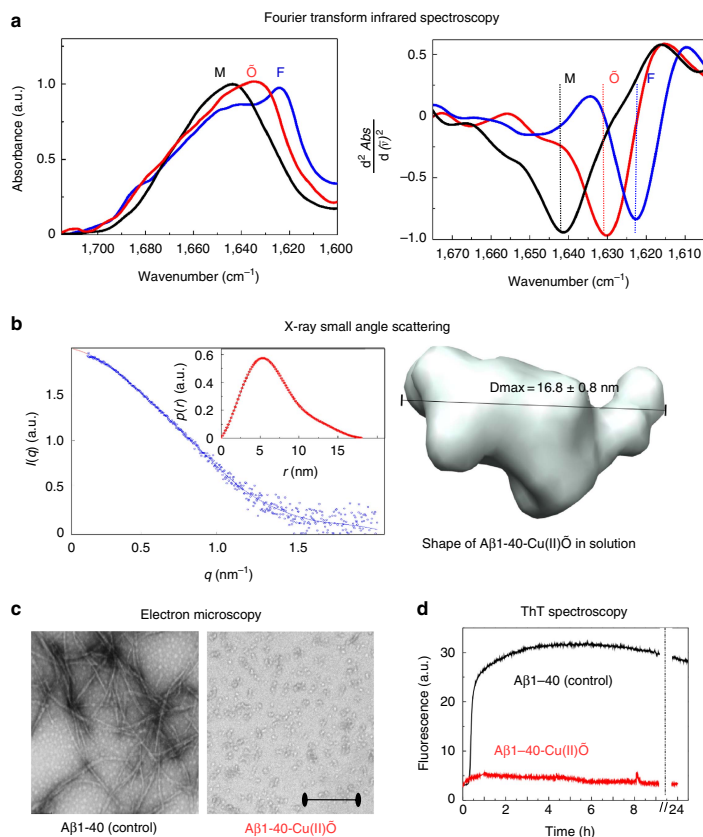 a
Fourier transform infrared spectroscopy
M Ō F
Absorbance (a.u.)
1.0
0.5
0
1,700 1,680 1,660 1,640 1,620 1,600
Wavenumber (cm⁻¹)
M Ō F
d² Abs
d (ṽ)²
0.5
0
−0.5
−1.0
1,670 1,660 1,650 1,640 1,630 1,620 1,610
Wavenumber (cm⁻¹)
b
X-ray small angle scattering
I(q) (a.u.)
1.5
1.0
0.5
0
0 0.5 1.0 1.5
q (nm⁻¹)
p(r) (a.u.)
0.6
0.4
0.2
0
0 5 10 15
r (nm)
Dmax = 16.8 ± 0.8 nm
Shape of Aβ1-40-Cu(II)Ō in solution
c
Electron microscopy
Aβ1-40 (control)
Aβ1-40-Cu(II)Ō
d
ThT spectroscopy
Fluorescence (a.u.)
30
20
10
0
Aβ1–40 (control)
Aβ1–40-Cu(II)Ō
0 2 4 6 8 // 24
Time (h)